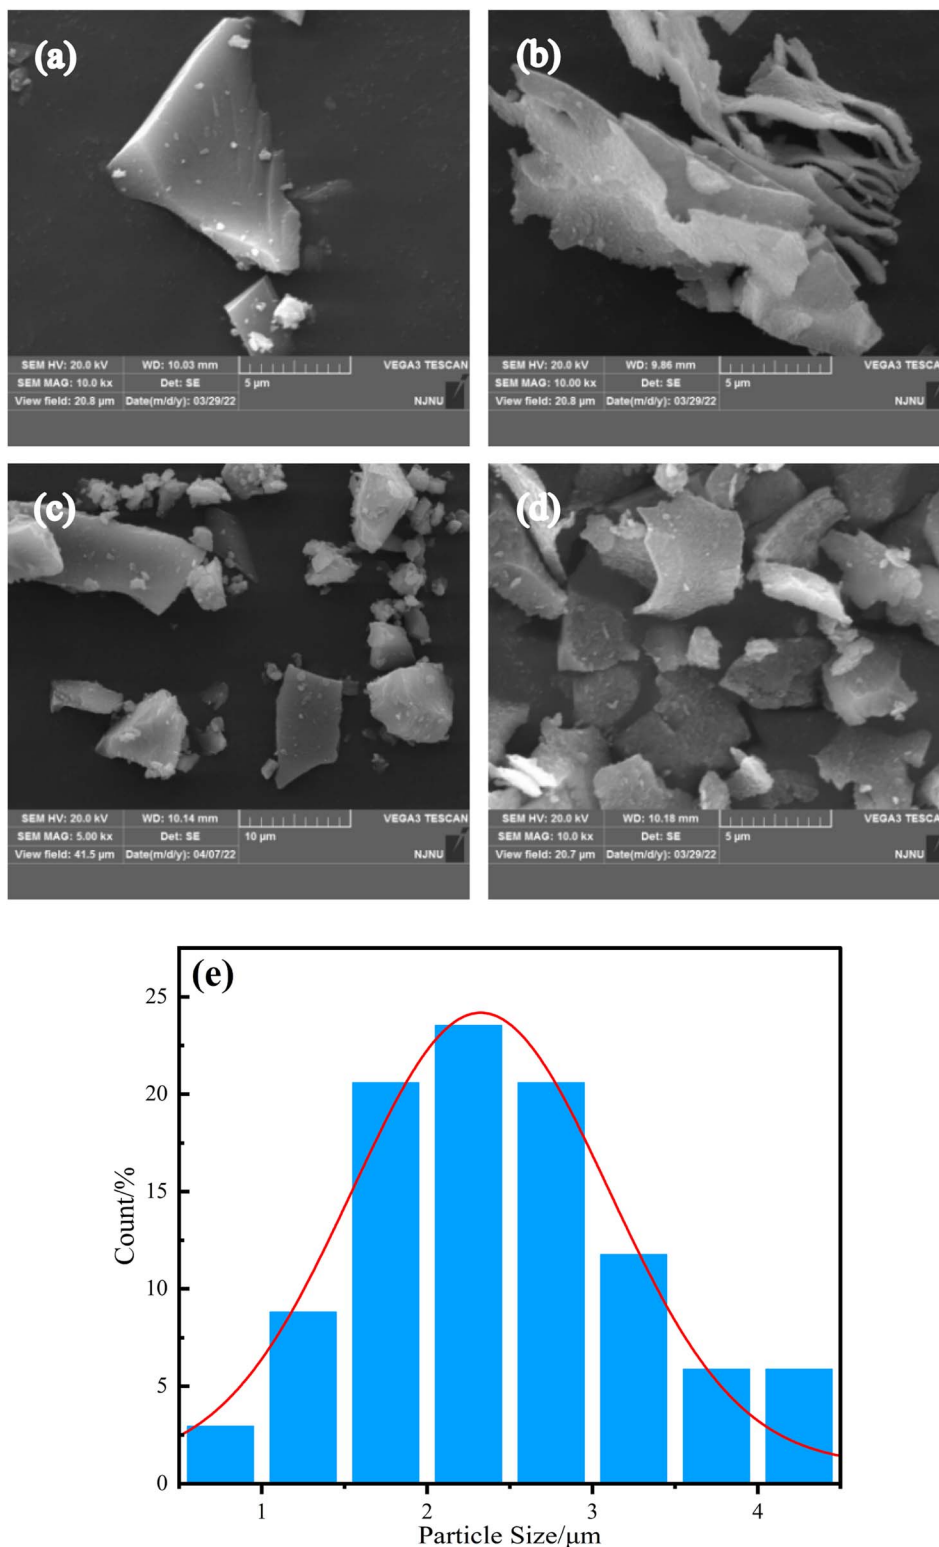 (a)
(b)
SEM HV: 20.0 kV WD: 10.03 mm VEGA3 TESCAN
SEM MAG: 10.0 kx Det: SE 5 μm
View field: 20.8 μm Date(m/d/y): 03/29/22 NJNU
SEM HV: 20.0 kV WD: 9.86 mm VEGA3 TESCAN
SEM MAG: 10.00 kx Det: SE 5 μm
View field: 20.8 μm Date(m/d/y): 03/29/22 NJNU
(c)
(d)
SEM HV: 20.0 kV WD: 10.14 mm VEGA3 TESCAN
SEM MAG: 5.00 kx Det: SE 10 μm
View field: 41.5 μm Date(m/d/y): 04/07/22 NJNU
SEM HV: 20.0 kV WD: 10.18 mm VEGA3 TESCAN
SEM MAG: 10.0 kx Det: SE 5 μm
View field: 20.7 μm Date(m/d/y): 03/29/22 NJNU
(e)
25
20
15
10
5
0
Count/%
1 2 3 4
Particle Size/μm